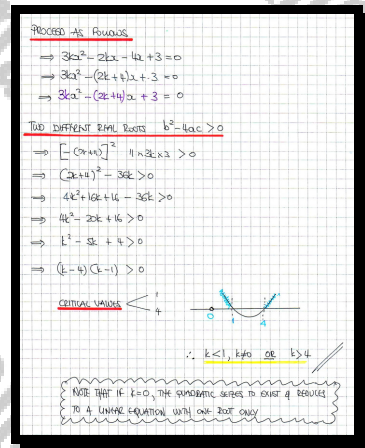 PROCEED AS FOLLOWS
⇒ 3kx² - 2kx - 4x + 3 = 0
⇒ 3kx² - (2k+4)x + 3 = 0
⇒ 3kx² - (2k+4)x + 3 = 0
TWO DIFFERENT REAL ROOTS b² - 4ac > 0
⇒ [-(2k+4)]² - 4×3k×3 > 0
⇒ (2k+4)² - 36k > 0
⇒ 4k² + 16k + 16 - 36k > 0
⇒ 4k² - 20k + 16 > 0
⇒ k² - 5k + 4 > 0
⇒ (k-4)(k-1) > 0
CRITICAL VALUES < 1 4
0 1 4
∴ k<1, k≠0 OR k>4
NOTE THAT IF k=0, THE QUADRATIC SEIZES TO EXIST & REDUCES
TO A LINEAR EQUATION WITH ONE ROOT ONLY